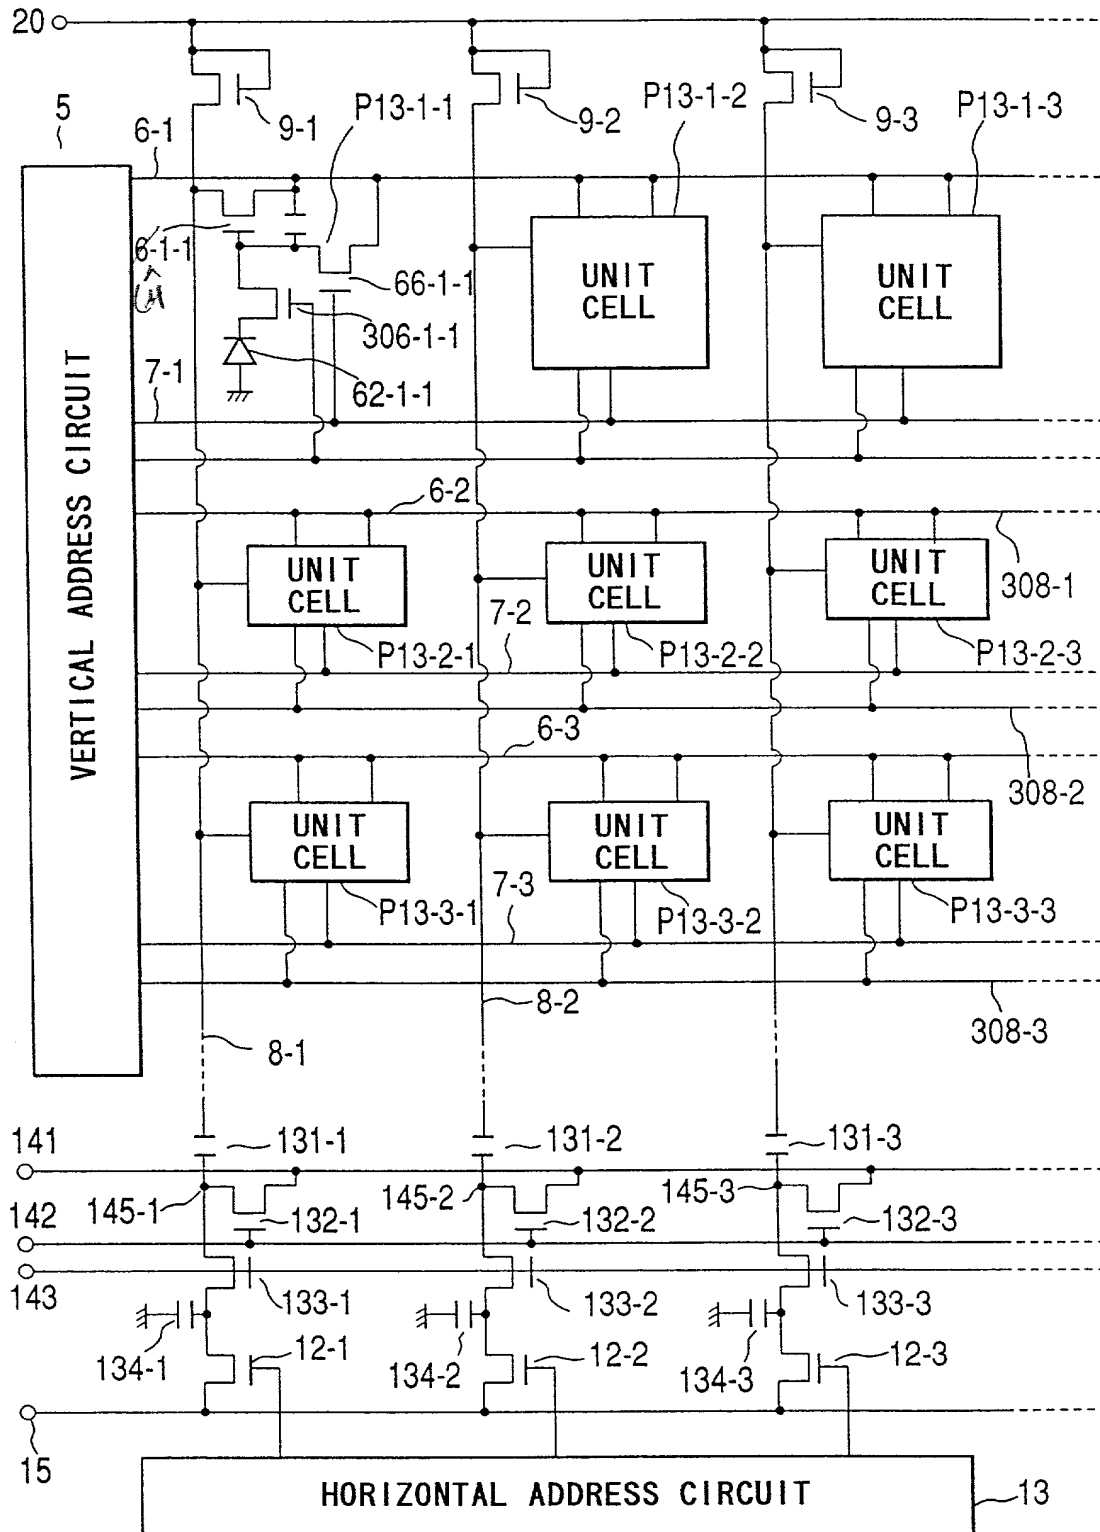 20
5
P13-1-1
P13-1-2
P13-1-3
6-1
9-1
9-2
9-3
6-1-1
66-1-1
UNIT
CELL
UNIT
CELL
306-1-1
7-1
62-1-1
VERTICAL ADDRESS CIRCUIT
6-2
UNIT
CELL
UNIT
CELL
UNIT
CELL
308-1
7-2
P13-2-1
P13-2-2
P13-2-3
6-3
308-2
UNIT
CELL
UNIT
CELL
UNIT
CELL
7-3
P13-3-1
P13-3-2
P13-3-3
8-2
308-3
8-1
141
131-1
131-2
131-3
145-1
145-2
145-3
142
132-1
132-2
132-3
143
133-1
133-2
133-3
134-1
12-1
134-2
12-2
134-3
12-3
15
HORIZONTAL ADDRESS CIRCUIT
13